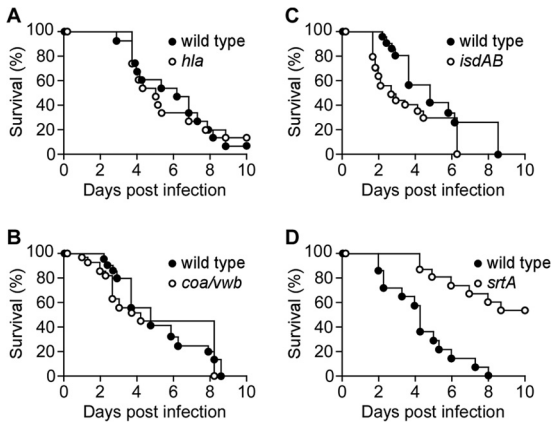 A
Survival (%)
100
80
60
40
20
0
0 2 4 6 8 10
Days post infection
wild type
hla
C
Survival (%)
100
80
60
40
20
0
0 2 4 6 8 10
Days post infection
wild type
isdAB
B
Survival (%)
100
80
60
40
20
0
0 2 4 6 8 10
Days post infection
wild type
coa/vwb
D
Survival (%)
100
80
60
40
20
0
0 2 4 6 8 10
Days post infection
wild type
srtA